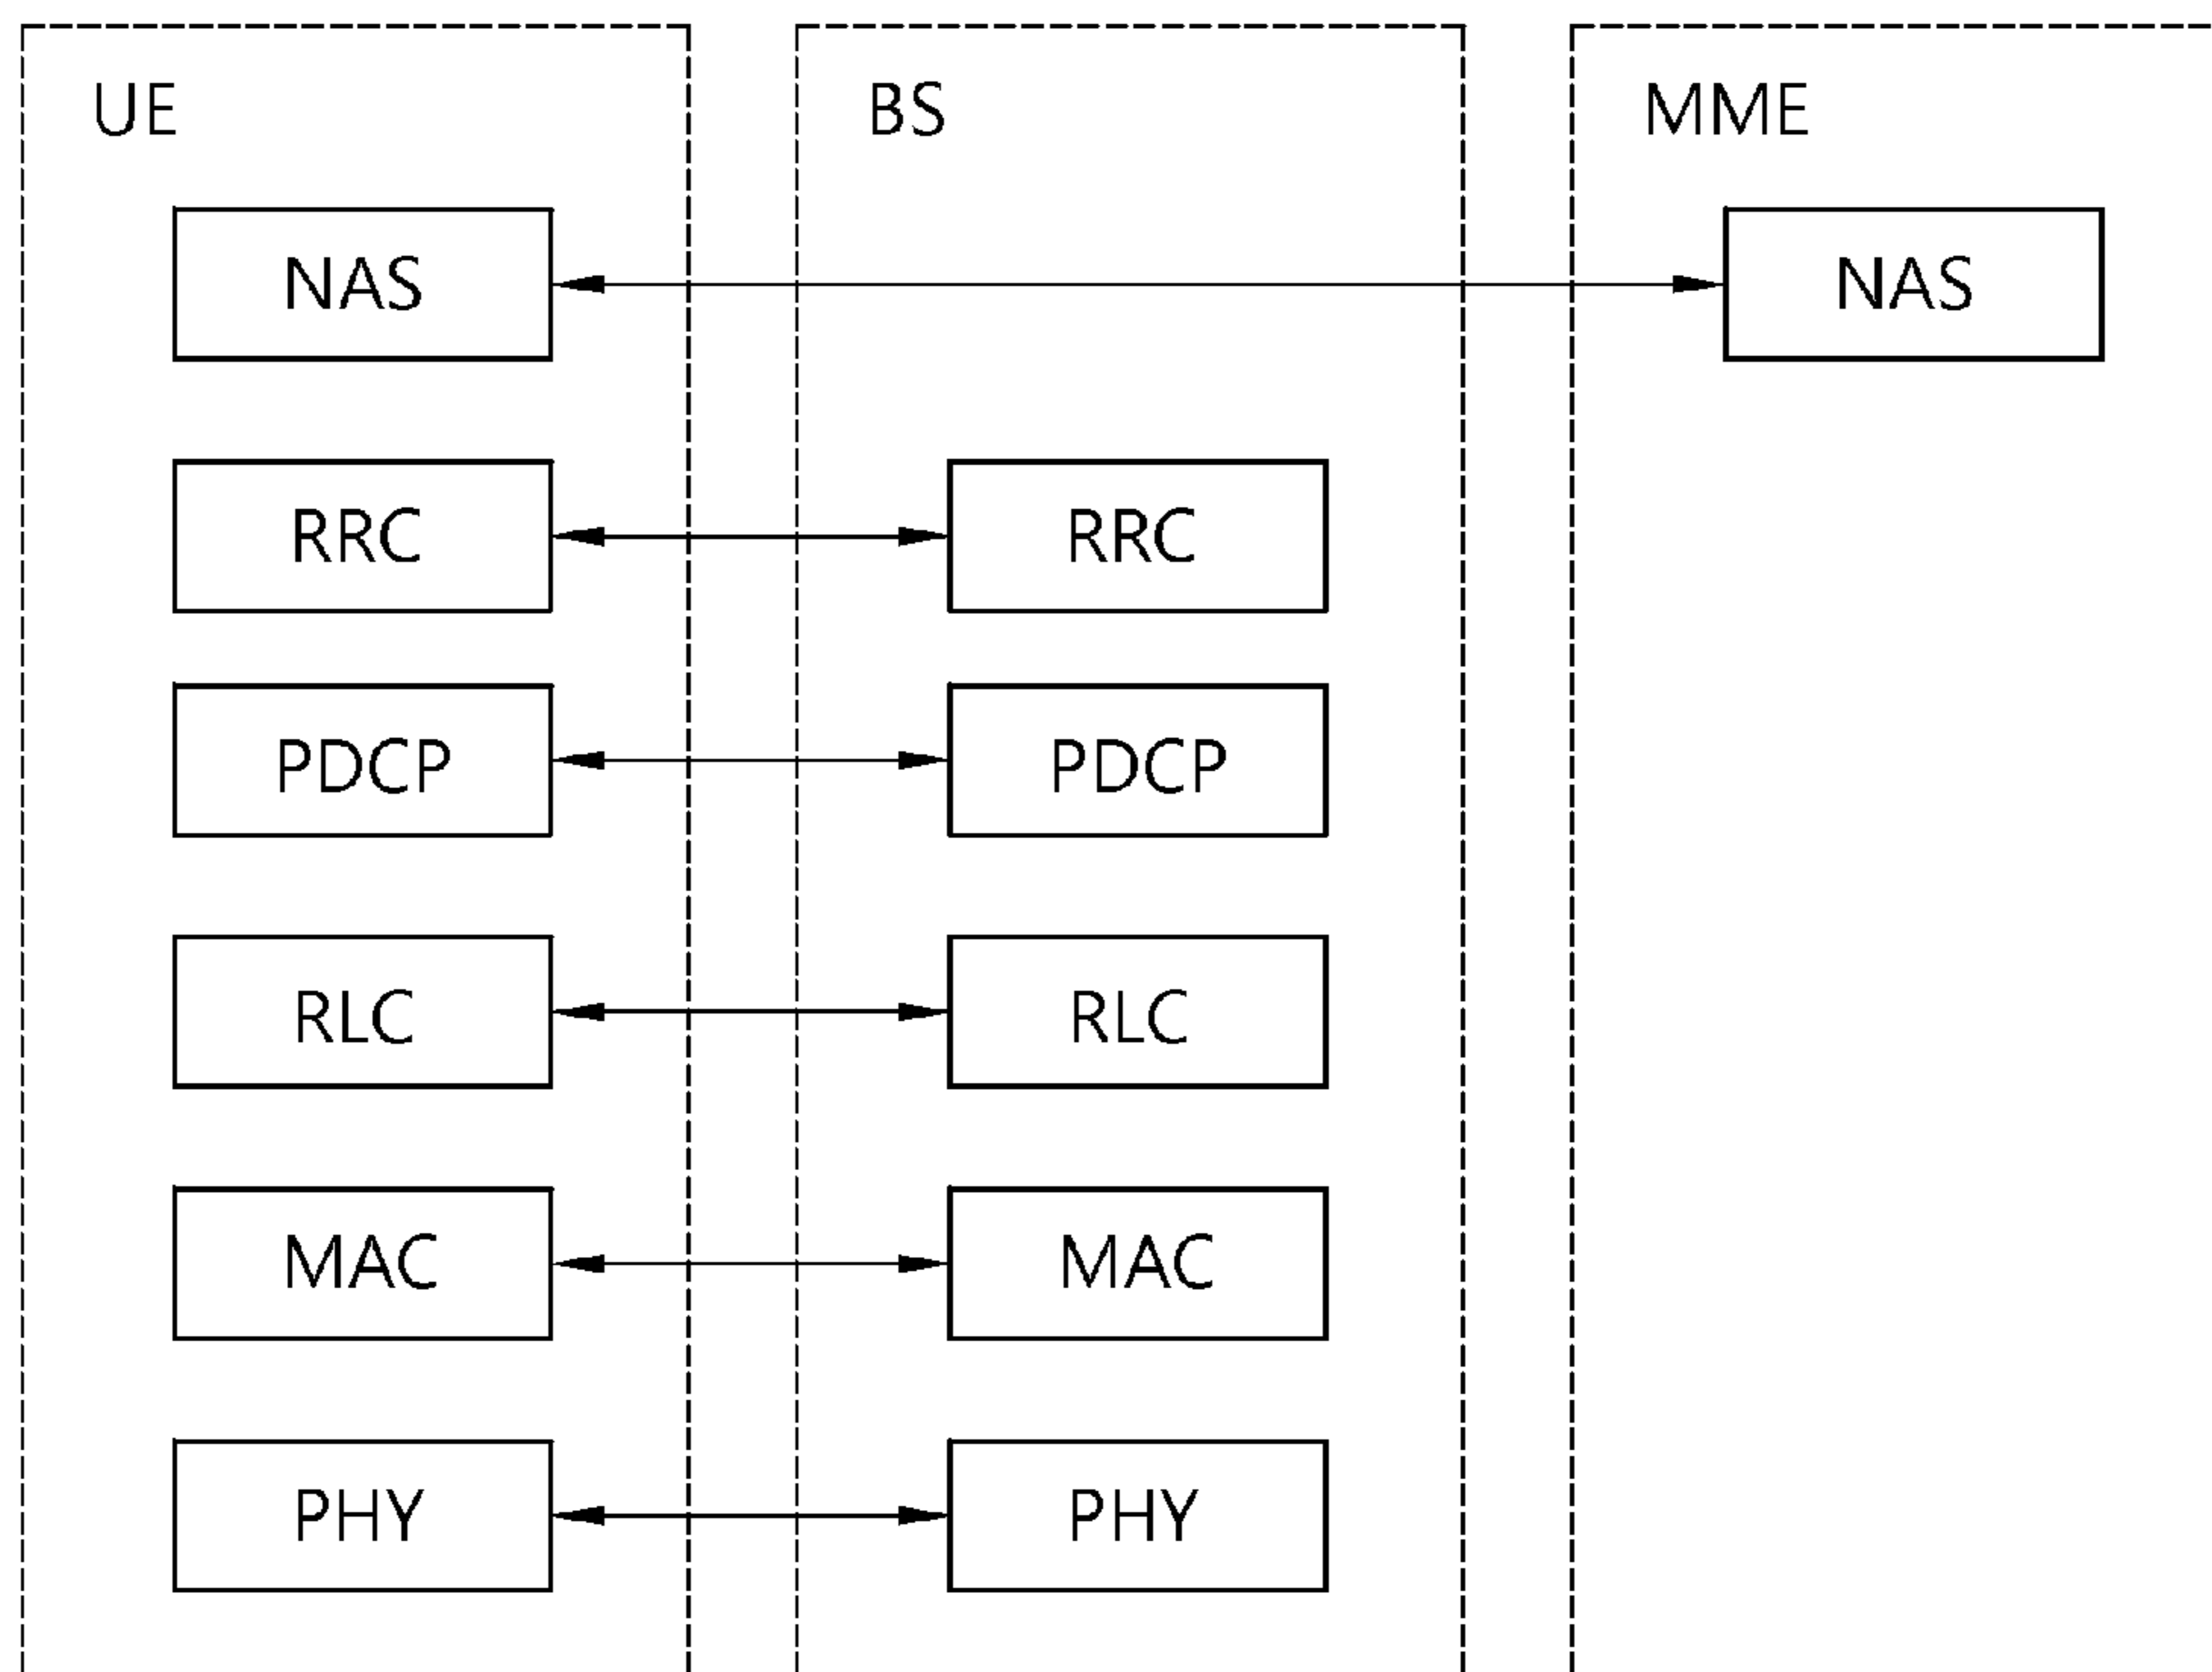 UE BS MME
NAS NAS
RRC RRC
PDCP PDCP
RLC RLC
MAC MAC
PHY PHY